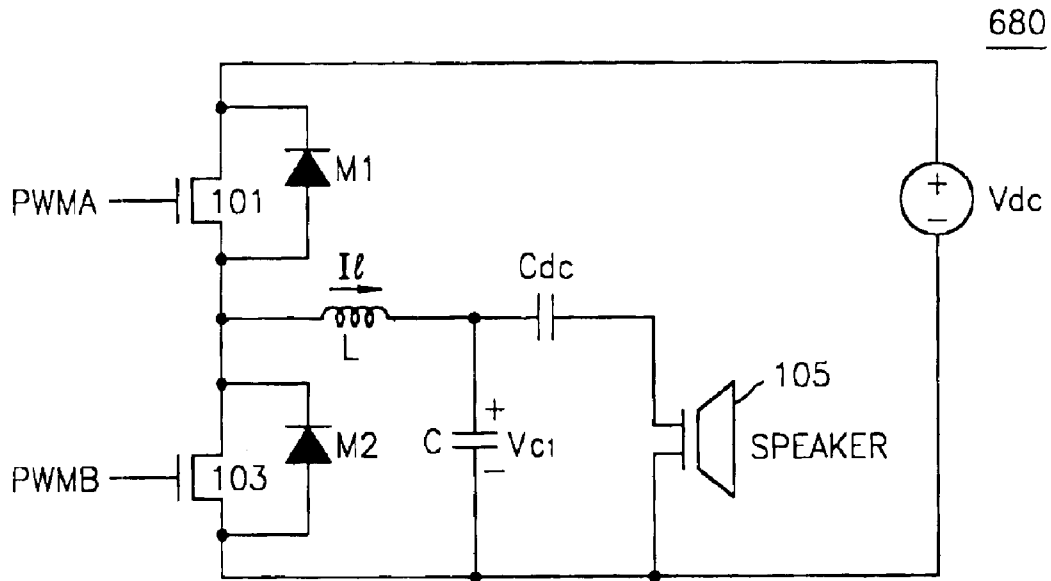 680
M1
PWMA
101
+
-
Vdc
Iℓ
Cdc
L
105
+
M2
C
Vc1
SPEAKER
-
PWMB
103